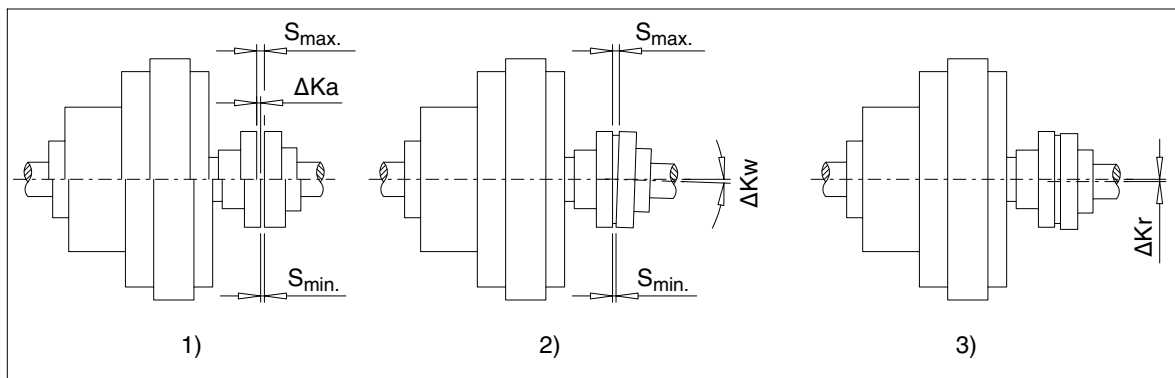 Smax.
ΔKa
Smin.
1)
Smax.
ΔKw
Smin.
2)
ΔKr
3)